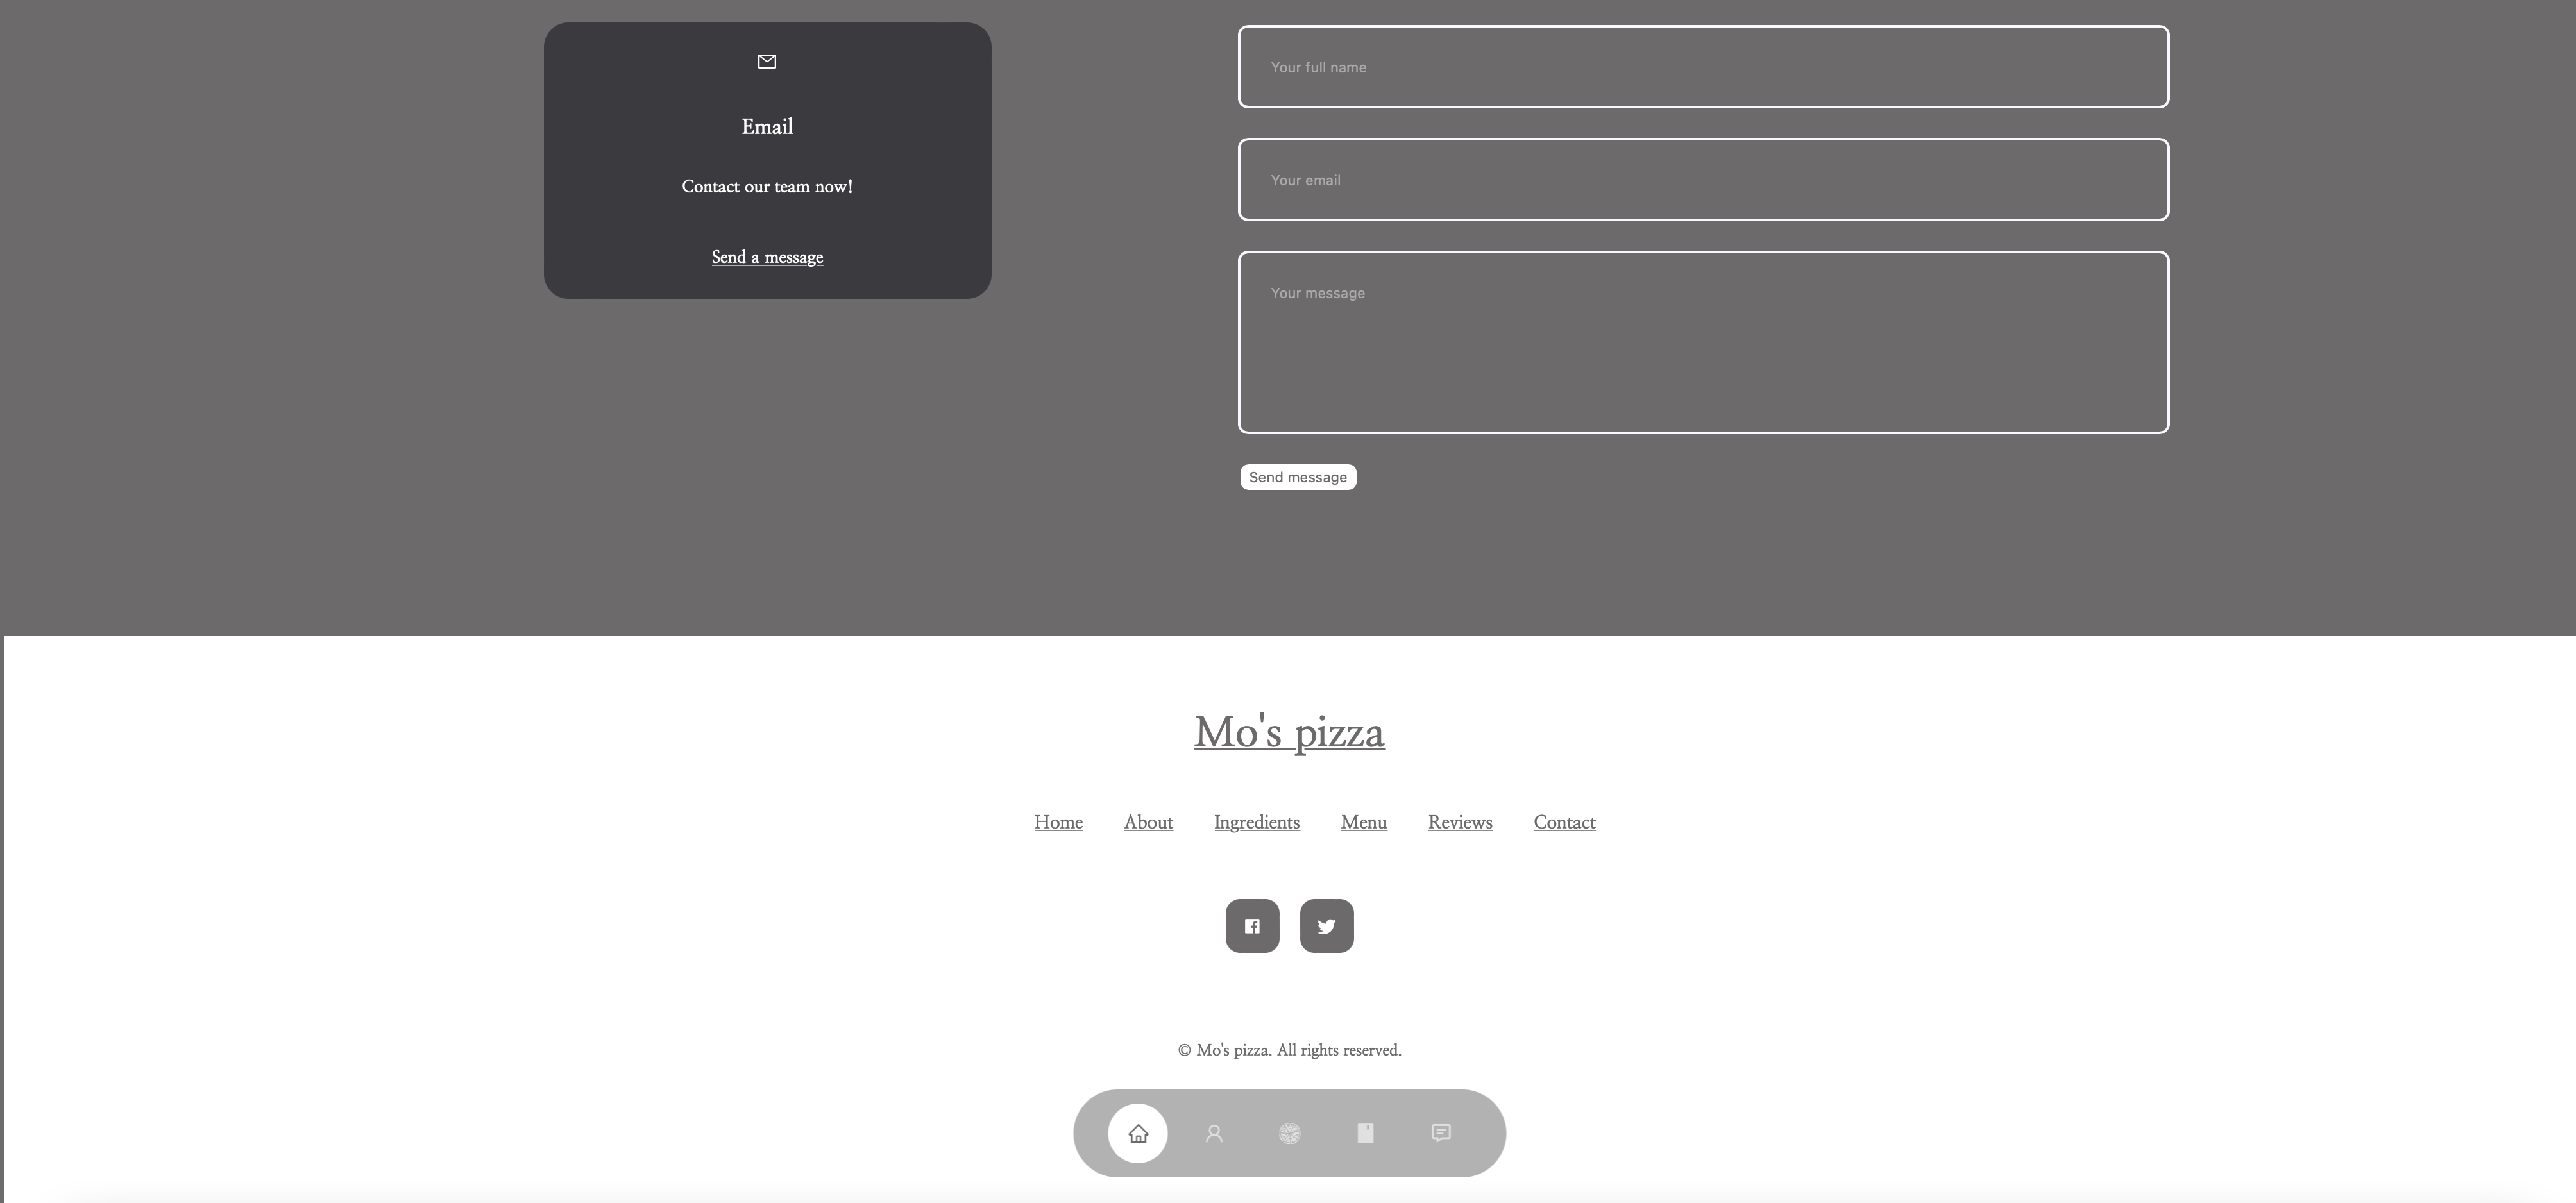 Email
Contact our team now!
Send a message
Your full name
Your email
Your message
Send message
Mo's pizza
Home About Ingredients Menu Reviews Contact
© Mo's pizza. All rights reserved.